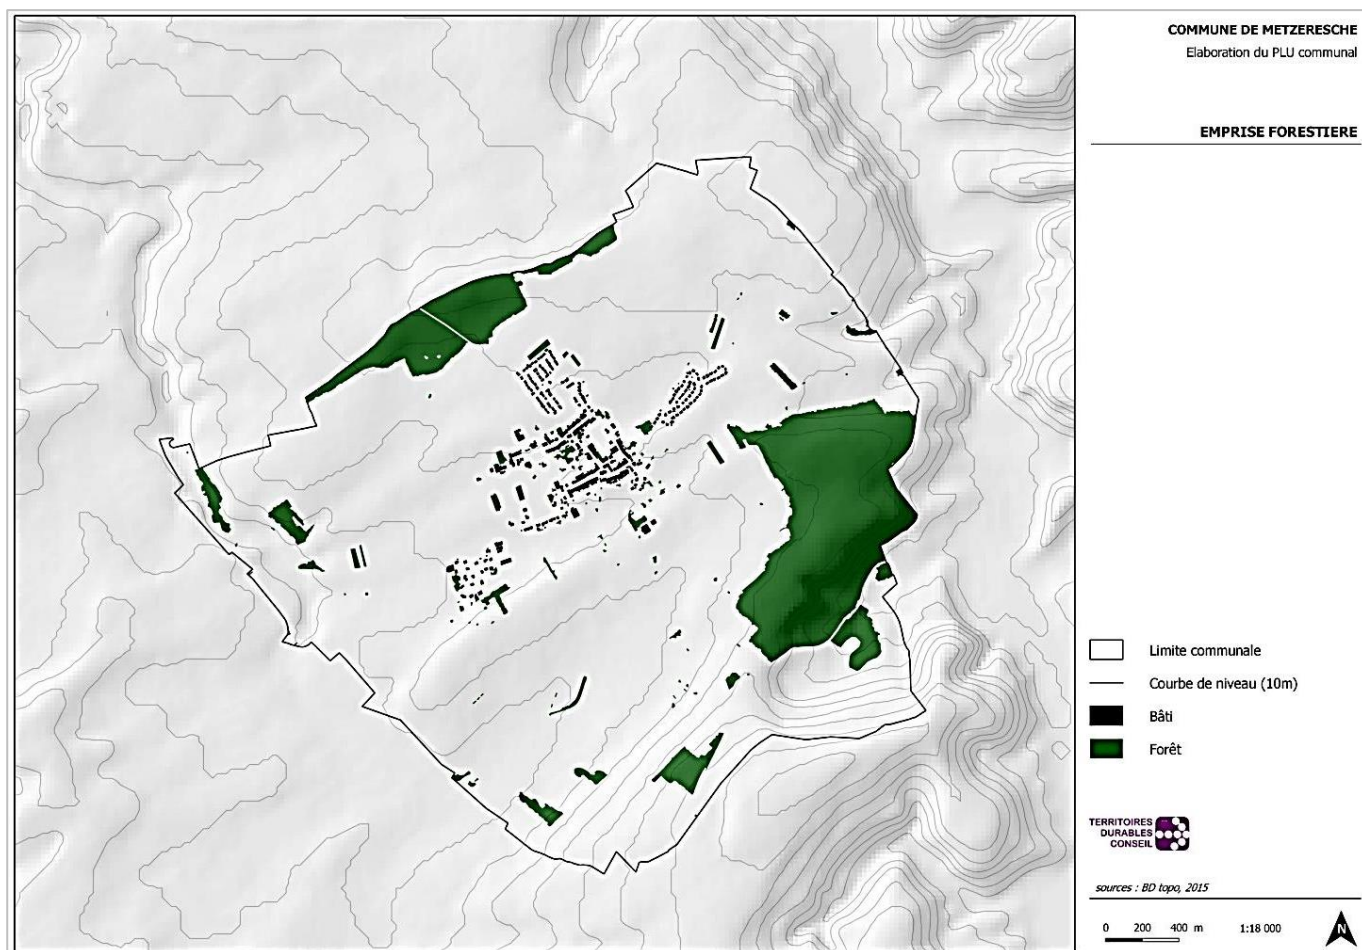 COMMUNE DE METZERESCHE
Elaboration du PLU communal
EMPRISE FORESTIERE
Limite communale
Courbe de niveau (10m)
Bâti
Forêt
TERRITOIRES
DURABLES
CONSEIL
sources : BD topo, 2015
0 200 400 m 1:18 000
N